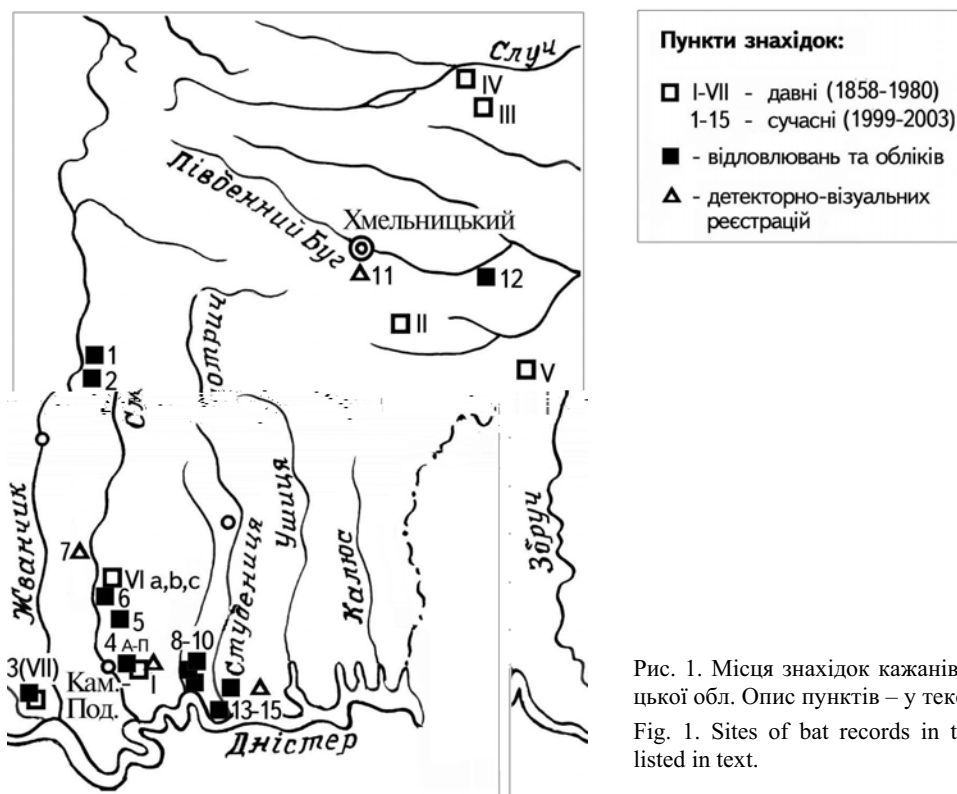 Случ
IV
III
Південний Буг
Хмельницький
11
12
II
отрич
1
2
V
См
Пункти знахідок:
I-VII - давні (1858-1980)
1-15 - сучасні (1999-2003)
- відловлювань та обліків
- детекторно-візуальних
реєстрацій
Жванчик
7
VI a,b,c
6
5
4 А-П
I
3(VII)
Кам.-
Под.
8-10
Студениця
13-15
Ушиця
Калюс
Збруч
Дністер
Рис. 1. Місця знахідок кажанів
цької обл. Опис пунктів – у текс
Fig. 1. Sites of bat records in t
listed in text.